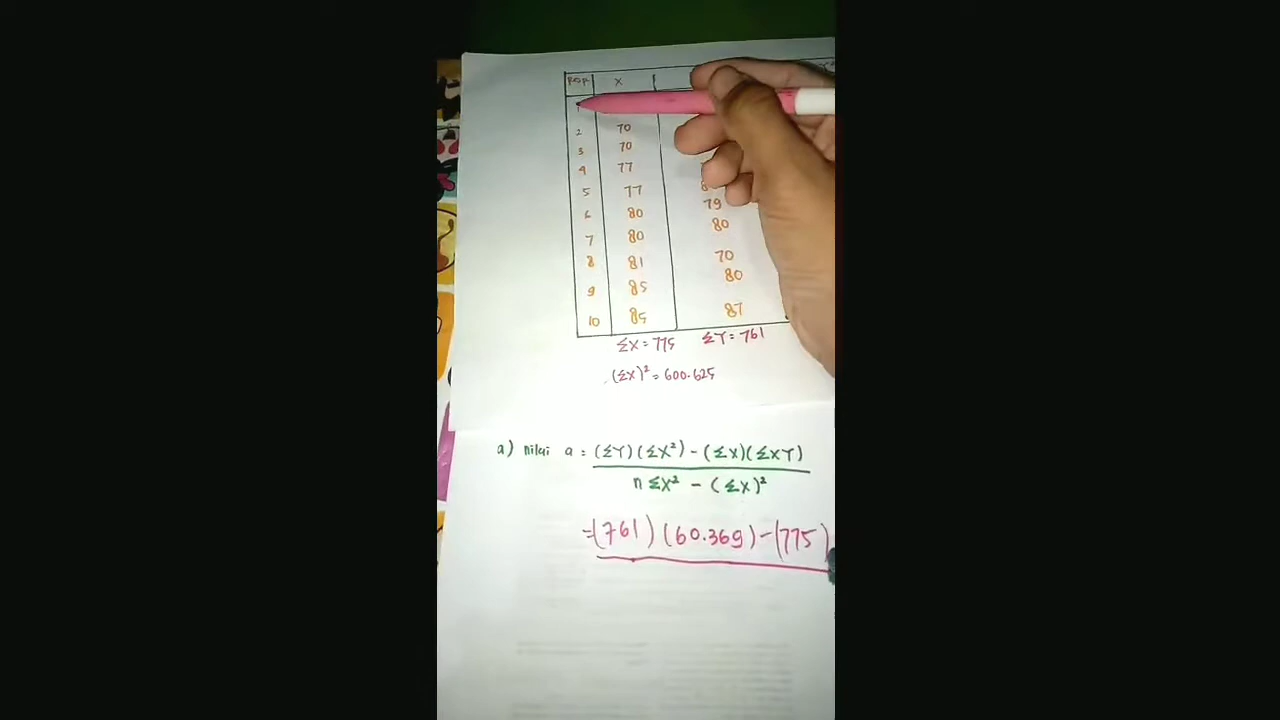 Resp X
1
2 70
3 70
4 77
5 77
6 80 79
7 80 80
8 81 70
9 85 80
10 85 87
ΣX = 775 ΣY = 761
(ΣX)² = 600.625
a) nilai a = (ΣY)(ΣX²) - (ΣX)(ΣXY)
nΣX² - (ΣX)²
= (761) (60.369) - (775)